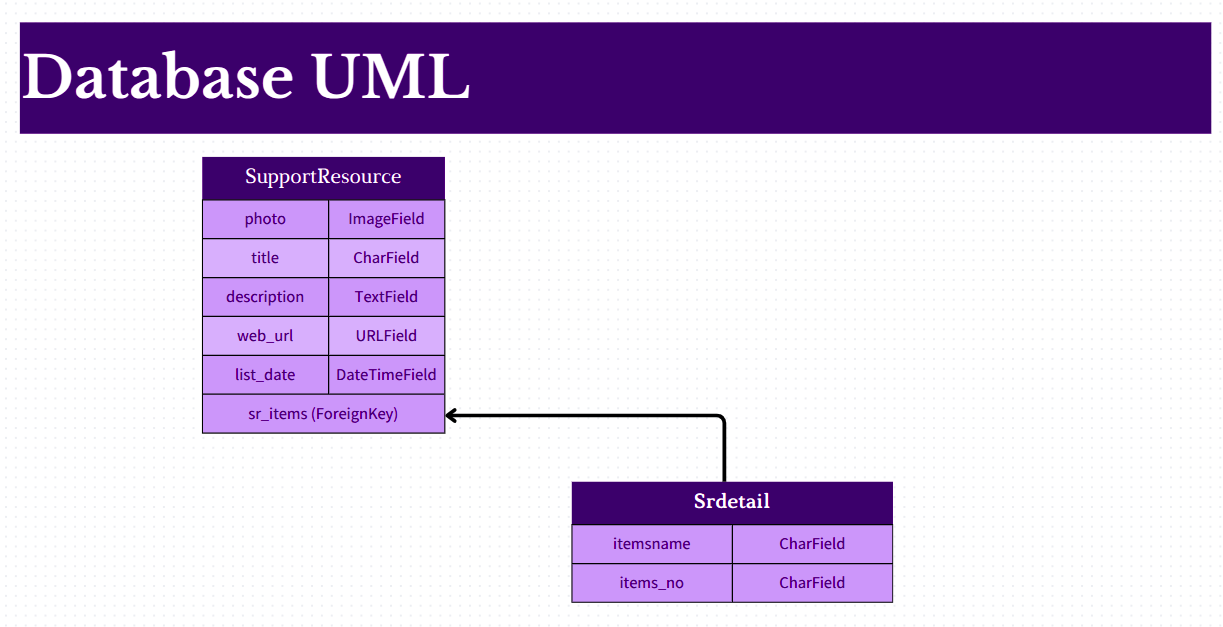 Database UML
SupportResource
photo ImageField
title CharField
description TextField
web_url URLField
list_date DateTimeField
sr_items (ForeignKey)
Srdetail
itemsname CharField
items_no CharField